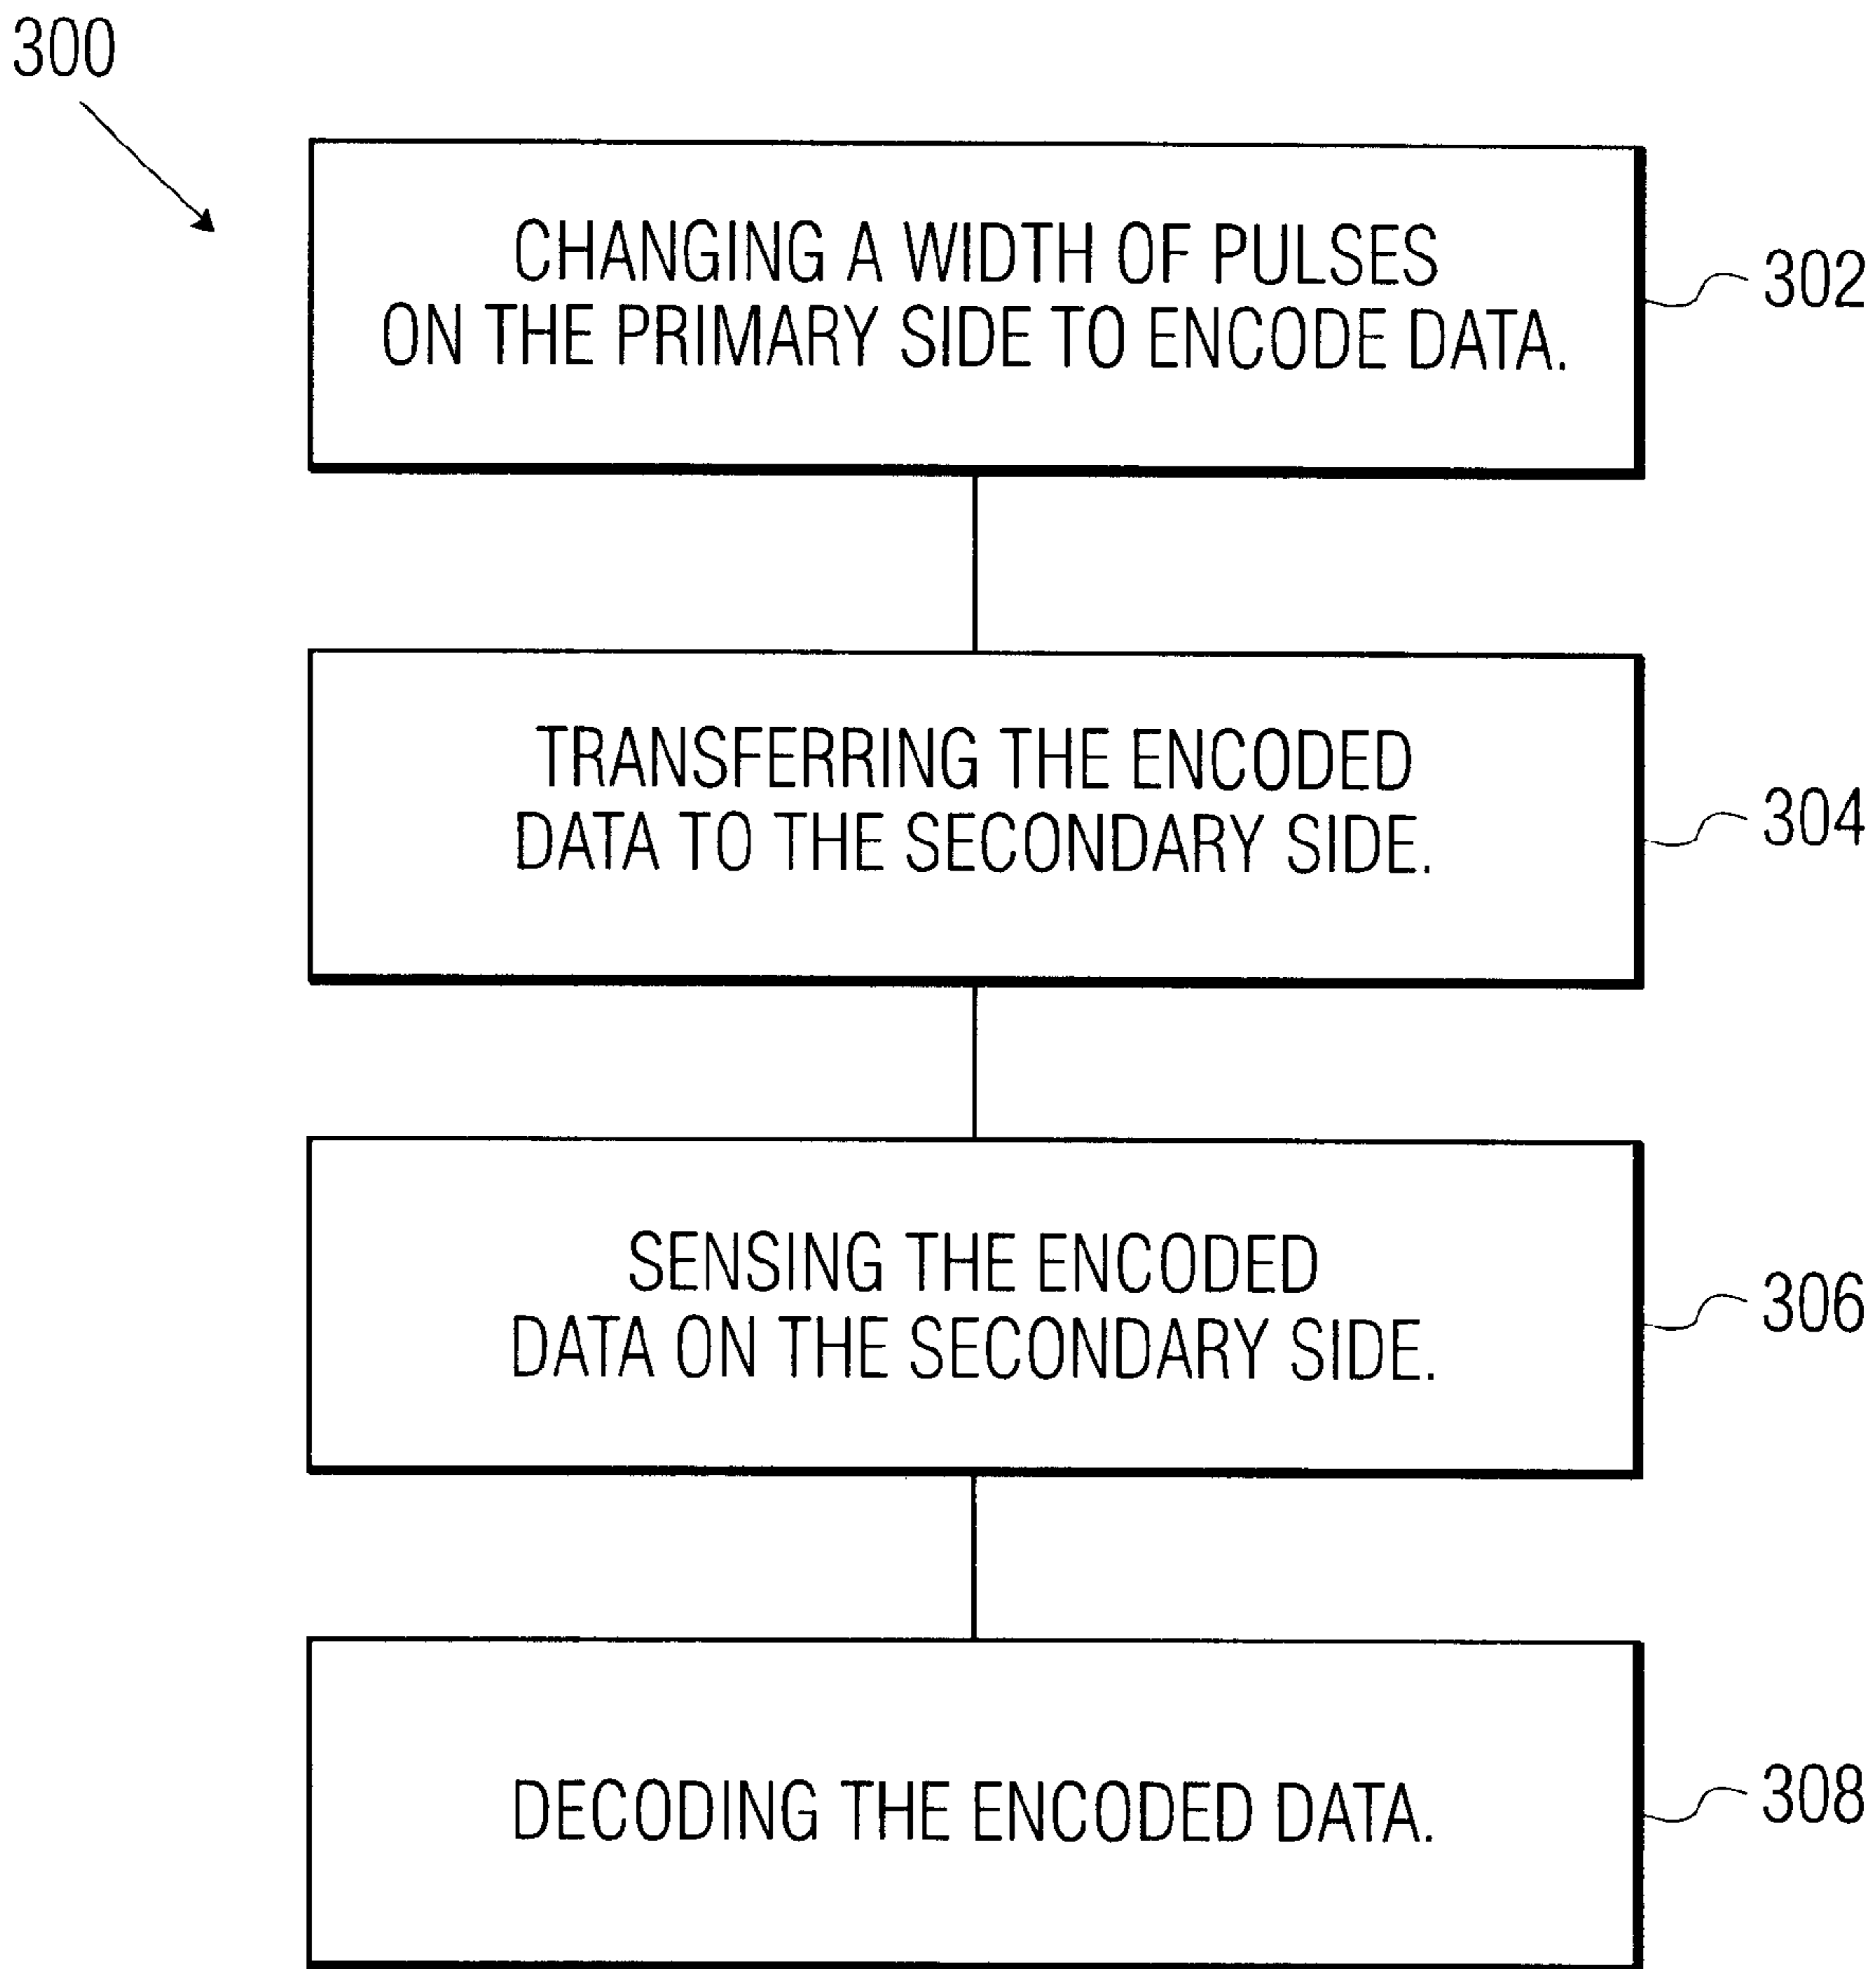 300
CHANGING A WIDTH OF PULSES
ON THE PRIMARY SIDE TO ENCODE DATA.
302
TRANSFERRING THE ENCODED
DATA TO THE SECONDARY SIDE.
304
SENSING THE ENCODED
DATA ON THE SECONDARY SIDE.
306
DECODING THE ENCODED DATA.
308